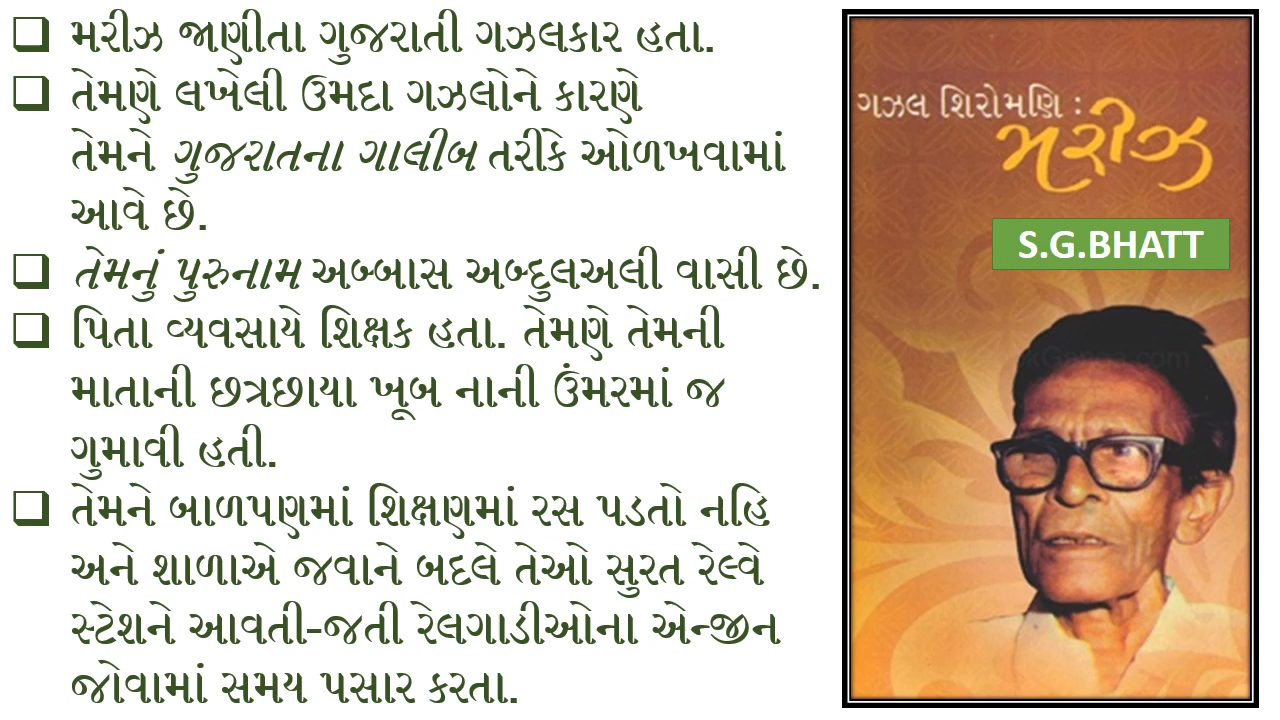 ❑ મરીઝ જાણીતા ગુજરાતી ગઝલકાર હતા.
❑ તેમણે લખેલી ઉમદા ગઝલોને કારણે
તેમને ગુજરાતના ગાલીબ તરીકે ઓળખવામાં
આવે છે.
❑ તેમનું પુરુનામ અબ્બાસ અબ્દુલઅલી વાસી છે.
❑ પિતા વ્યવસાયે શિક્ષક હતા. તેમણે તેમની
માતાની છત્રછાયા ખૂબ નાની ઉંમરમાં જ
ગુમાવી હતી.
❑ તેમને બાળપણમાં શિક્ષણમાં રસ પડતો નહિ
અને શાળાએ જવાને બદલે તેઓ સુરત રેલ્વે
સ્ટેશને આવતી-જતી રેલગાડીઓના એન્જીન
જોવામાં સમય પસાર કરતા.
ગઝલ શિરોમણિ :
મરીઝ
S.G.BHATT